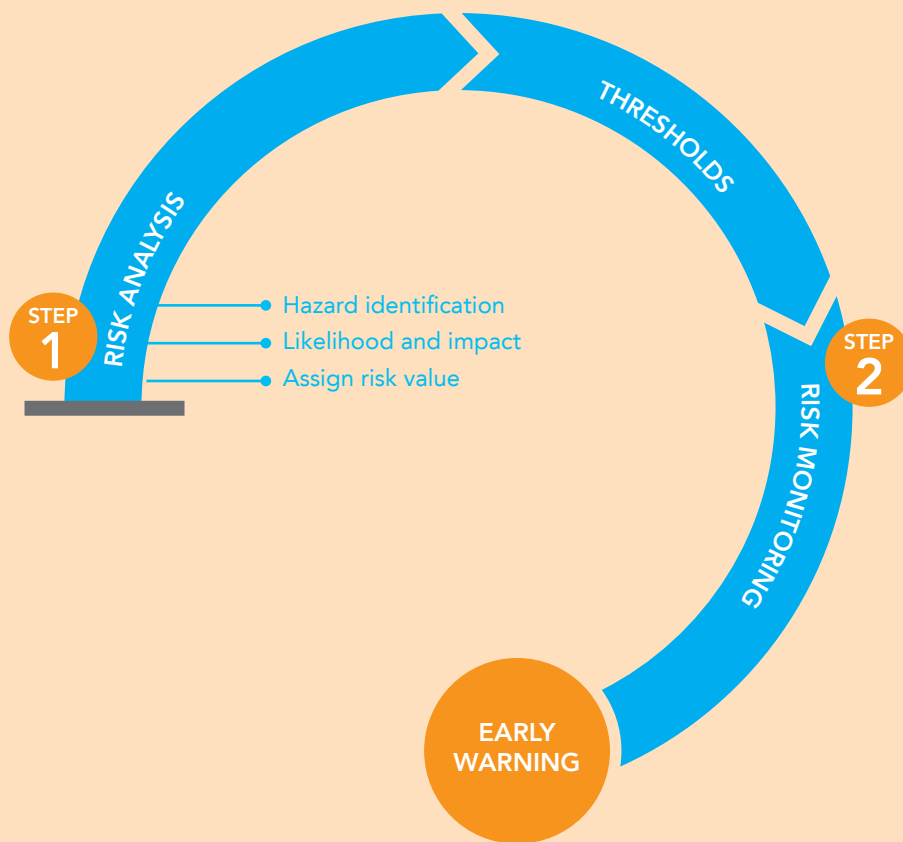 STEP
1
RISK ANALYSIS
Hazard identification
Likelihood and impact
Assign risk value
THRESHOLDS
STEP
2
RISK MONITORING
EARLY
WARNING